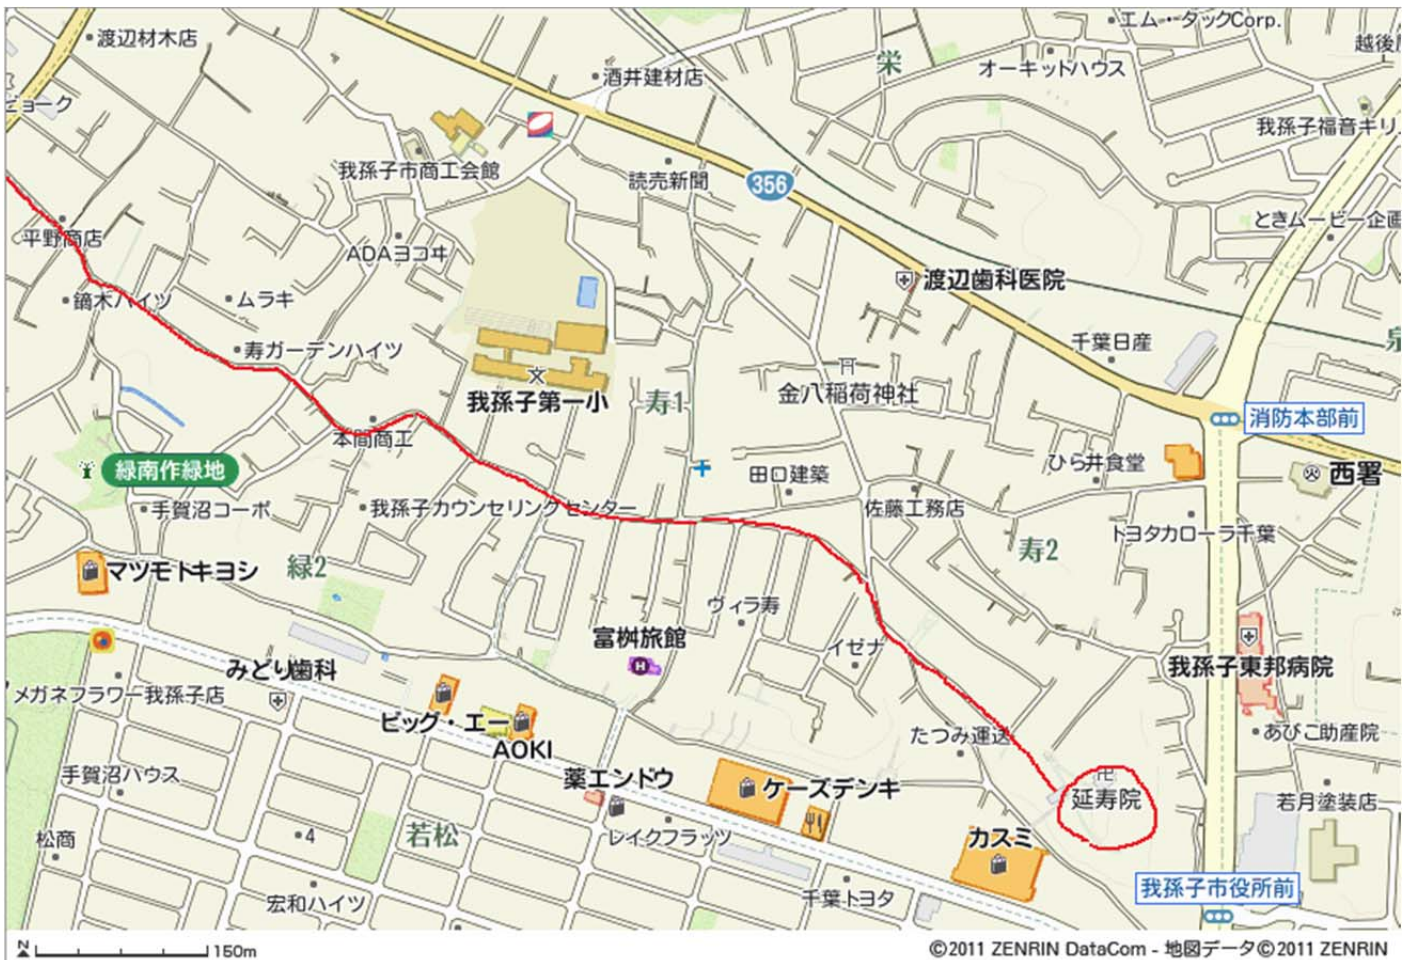 エム・タックCorp.
渡辺材木店
越後
酒井建材店
栄
オーキッドハウス
ビョーク
我孫子福音キリ
我孫子市商工会館
読売新聞
356
ときムービー企画
平野商店
ADAヨコヰ
渡辺歯科医院
鏑木ハイツ
ムラキ
千葉日産
泉
寿ガーデンハイツ
金八稲荷神社
我孫子第一小
寿1
消防本部前
本間商工
緑南作緑地
田口建築
ひら井食堂
西署
手賀沼コーポ
我孫子カウンセリングセンター
佐藤工務店
トヨタカローラ千葉
寿2
マツモトキヨシ
緑2
ヴィラ寿
富桝旅館
H
イゼナ
みどり歯科
我孫子東邦病院
メガネフラワー我孫子店
ビッグ・エー
AOKI
たつみ運送
あびこ助産院
手賀沼ハウス
薬エンドウ
ケーズデンキ
延寿院
若月塗装店
松商
4
若松
レイクフラッツ
カスミ
宏和ハイツ
千葉トヨタ
我孫子市役所前
N
150m
©2011 ZENRIN DataCom - 地図データ©2011 ZENRIN